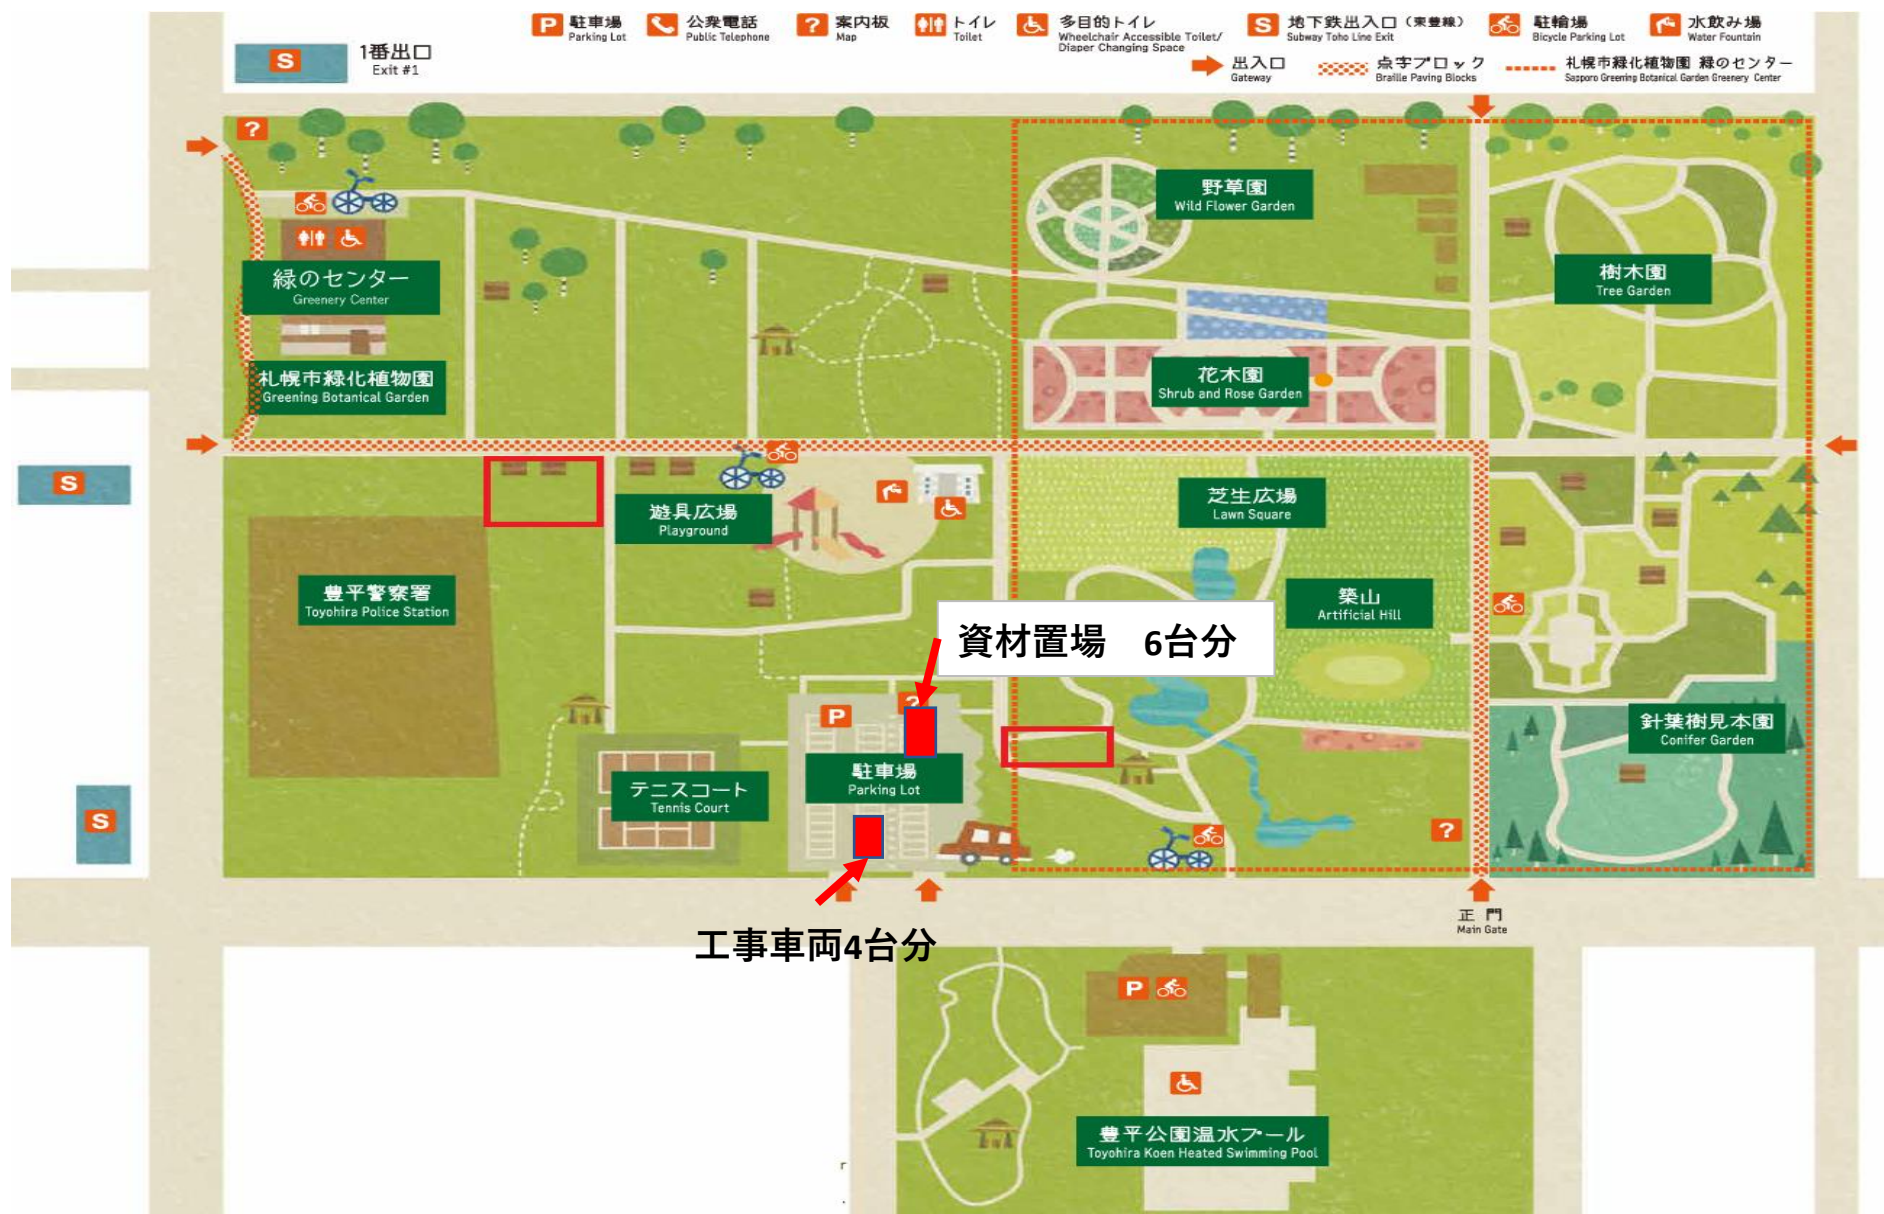 P 駐車場
Parking Lot
公衆電話
Public Telephone
? 案内板
Map
トイレ
Toilet
多目的トイレ
Wheelchair Accessible Toilet/
Diaper Changing Space
S 地下鉄出入口（東豊線）
Subway Toho Line Exit
駐輪場
Bicycle Parking Lot
水飲み場
Water Fountain
S 1番出口
Exit #1
出入口
Gateway
点字ブロック
Braille Paving Blocks
札幌市緑化植物園 緑のセンター
Sapporo Greening Botanical Garden Greenery Center
?
野草園
Wild Flower Garden
緑のセンター
Greenery Center
樹木園
Tree Garden
札幌市緑化植物園
Greening Botanical Garden
花木園
Shrub and Rose Garden
S
遊具広場
Playground
芝生広場
Lawn Square
豊平警察署
Toyohira Police Station
築山
Artificial Hill
資材置場　6台分
P
?
針葉樹見本園
Conifer Garden
駐車場
Parking Lot
テニスコート
Tennis Court
S
?
工事車両4台分
正門
Main Gate
P
豊平公園温水プール
Toyohira Koen Heated Swimming Pool